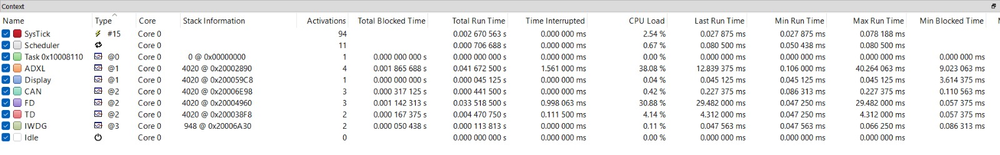 Context
Name Type Core Stack Information Activations Total Blocked Time Total Run Time Time Interrupted CPU Load Last Run Time Min Run Time Max Run Time Min Blocked Time
SysTick #15 Core 0 94 0.002 670 563 s 0.000 000 ms 2.54 % 0.027 875 ms 0.027 875 ms 0.078 188 ms
Scheduler Core 0 11 0.000 706 688 s 0.000 000 ms 0.67 % 0.080 500 ms 0.050 438 ms 0.080 500 ms
Task 0x10008110 @0 Core 0 0 @ 0x00000000 1 0.000 000 000 s 0.000 000 000 s 0.000 000 ms 0.00 % 0.000 000 ms 0.000 000 ms 0.000 000 ms 0.000 000 ms
ADXL @1 Core 0 4020 @ 0x20002890 4 0.001 865 688 s 0.041 672 500 s 1.561 000 ms 38.08 % 12.839 375 ms 0.106 000 ms 40.264 063 ms 9.023 063 ms
Display @1 Core 0 4020 @ 0x200059C8 1 0.000 000 000 s 0.000 045 125 s 0.000 000 ms 0.04 % 0.045 125 ms 0.045 125 ms 0.045 125 ms 3.614 375 ms
CAN @2 Core 0 4020 @ 0x20006E98 3 0.000 317 125 s 0.000 441 500 s 0.000 000 ms 0.42 % 0.227 375 ms 0.086 313 ms 0.227 375 ms 0.110 563 ms
FD @2 Core 0 4020 @ 0x20004960 3 0.001 142 313 s 0.033 518 500 s 0.998 063 ms 30.88 % 29.482 000 ms 0.047 250 ms 29.482 000 ms 0.057 375 ms
TD @2 Core 0 4020 @ 0x200038F8 2 0.000 167 375 s 0.004 470 750 s 0.111 500 ms 4.14 % 4.312 000 ms 0.047 250 ms 4.312 000 ms 0.057 375 ms
IWDG @3 Core 0 948 @ 0x20006A30 2 0.000 050 438 s 0.000 113 813 s 0.000 000 ms 0.11 % 0.047 563 ms 0.047 563 ms 0.066 250 ms 0.086 313 ms
Idle Core 0 0 0.000 000 000 s 0.000 000 ms 0.00 % 0.000 000 ms 0.000 000 ms 0.000 000 ms